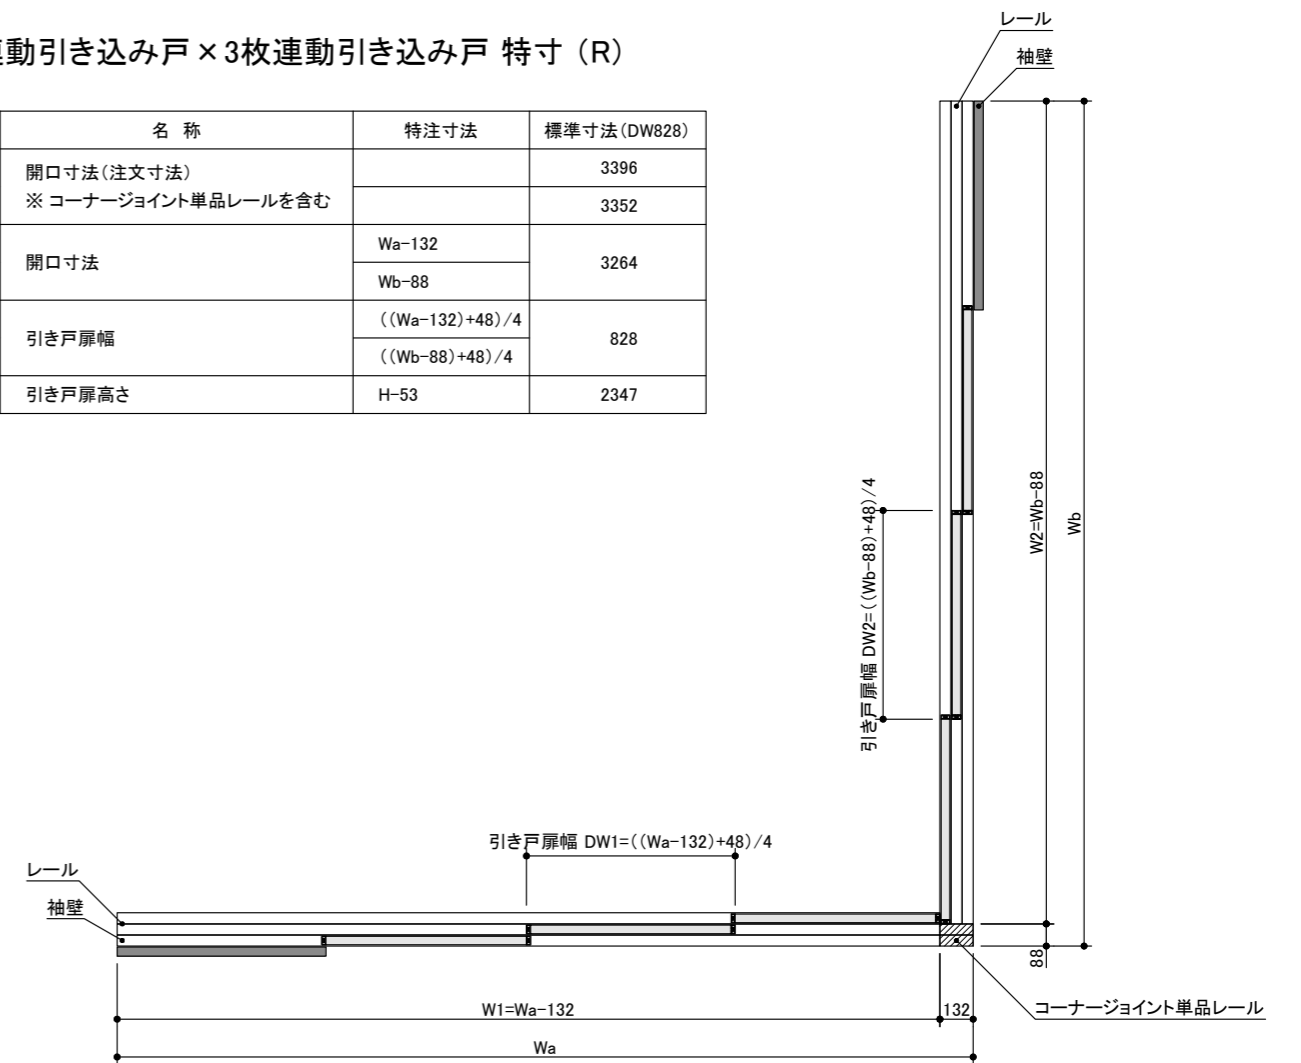 動引き込み戸×3枚連動引き込み戸 特寸（R）
名 称 特注寸法 標準寸法（DW828）
開口寸法（注文寸法）
※ コーナージョイント単品レールを含む
3396
3352
開口寸法
Wa-132
Wb-88
3264
引き戸扉幅
((Wa-132)+48)/4
((Wb-88)+48)/4
828
引き戸扉高さ H-53 2347
レール
袖壁
引き戸扉幅 DW2=((Wb-88)+48)/4
W2=Wb-88
Wb
引き戸扉幅 DW1=((Wa-132)+48)/4
レール
袖壁
88
W1=Wa-132
132
コーナージョイント単品レール
Wa